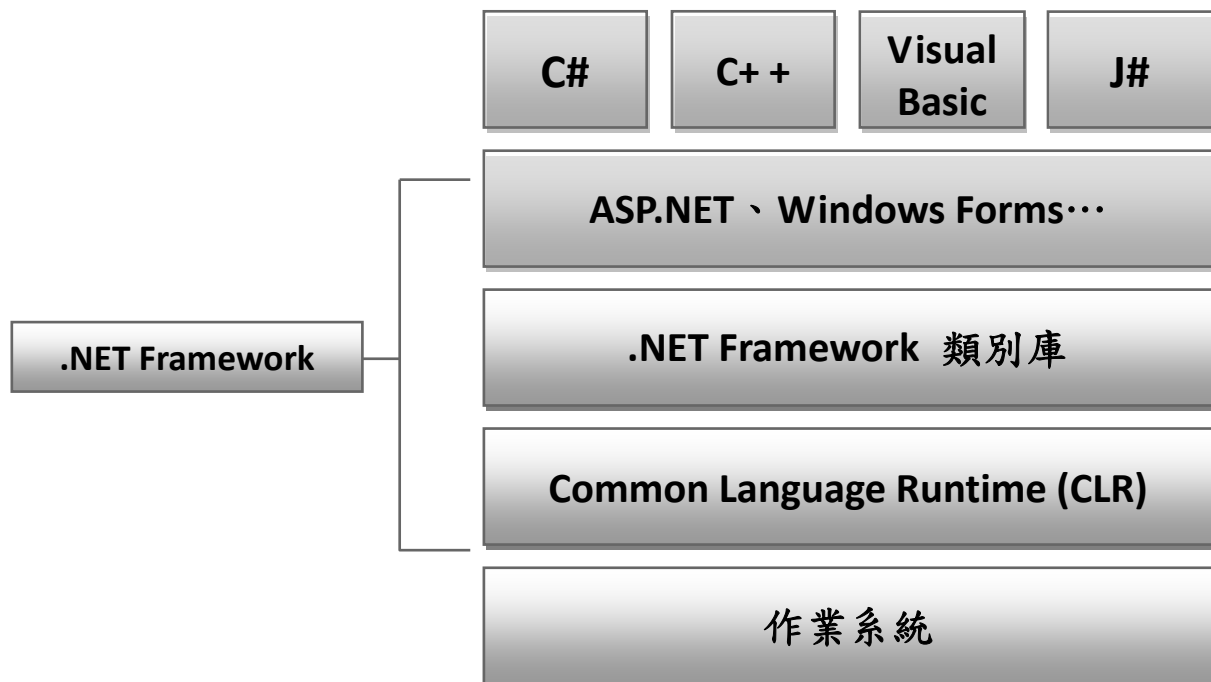 C#
C+ +
Visual
Basic
J#
ASP.NET、Windows Forms…
.NET Framework
.NET Framework 類別庫
Common Language Runtime (CLR)
作業系統